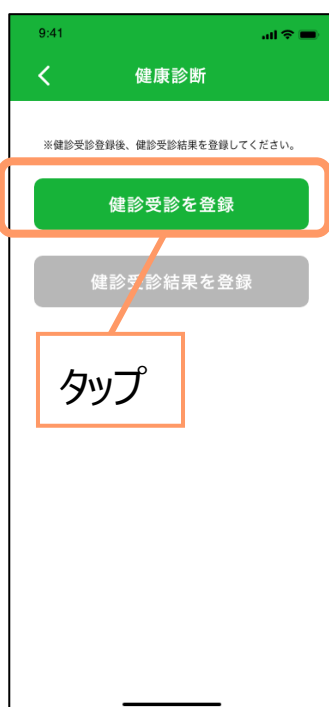 9:41
健康診断
※健診受診登録後、健診受診結果を登録してください。
健診受診を登録
健診受診結果を登録
タップ